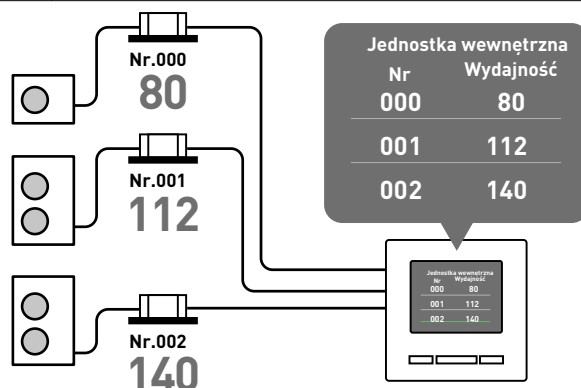 Nr.000
80
Nr.001
112
Nr.002
140
Jednostka wewnętrzna
Nr Wydajność
000 80
001 112
002 140
Jednostka wewnętrzna
Nr Wydajność
000 80
001 112
002 140